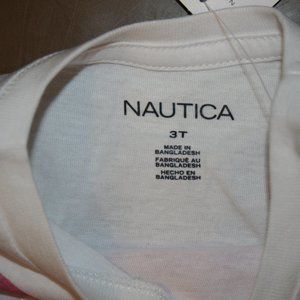 NAUTICA
3T
MADE IN
BANGLADESH
FABRIQUÉ AU
BANGLADESH
HECHO EN
BANGLADESH